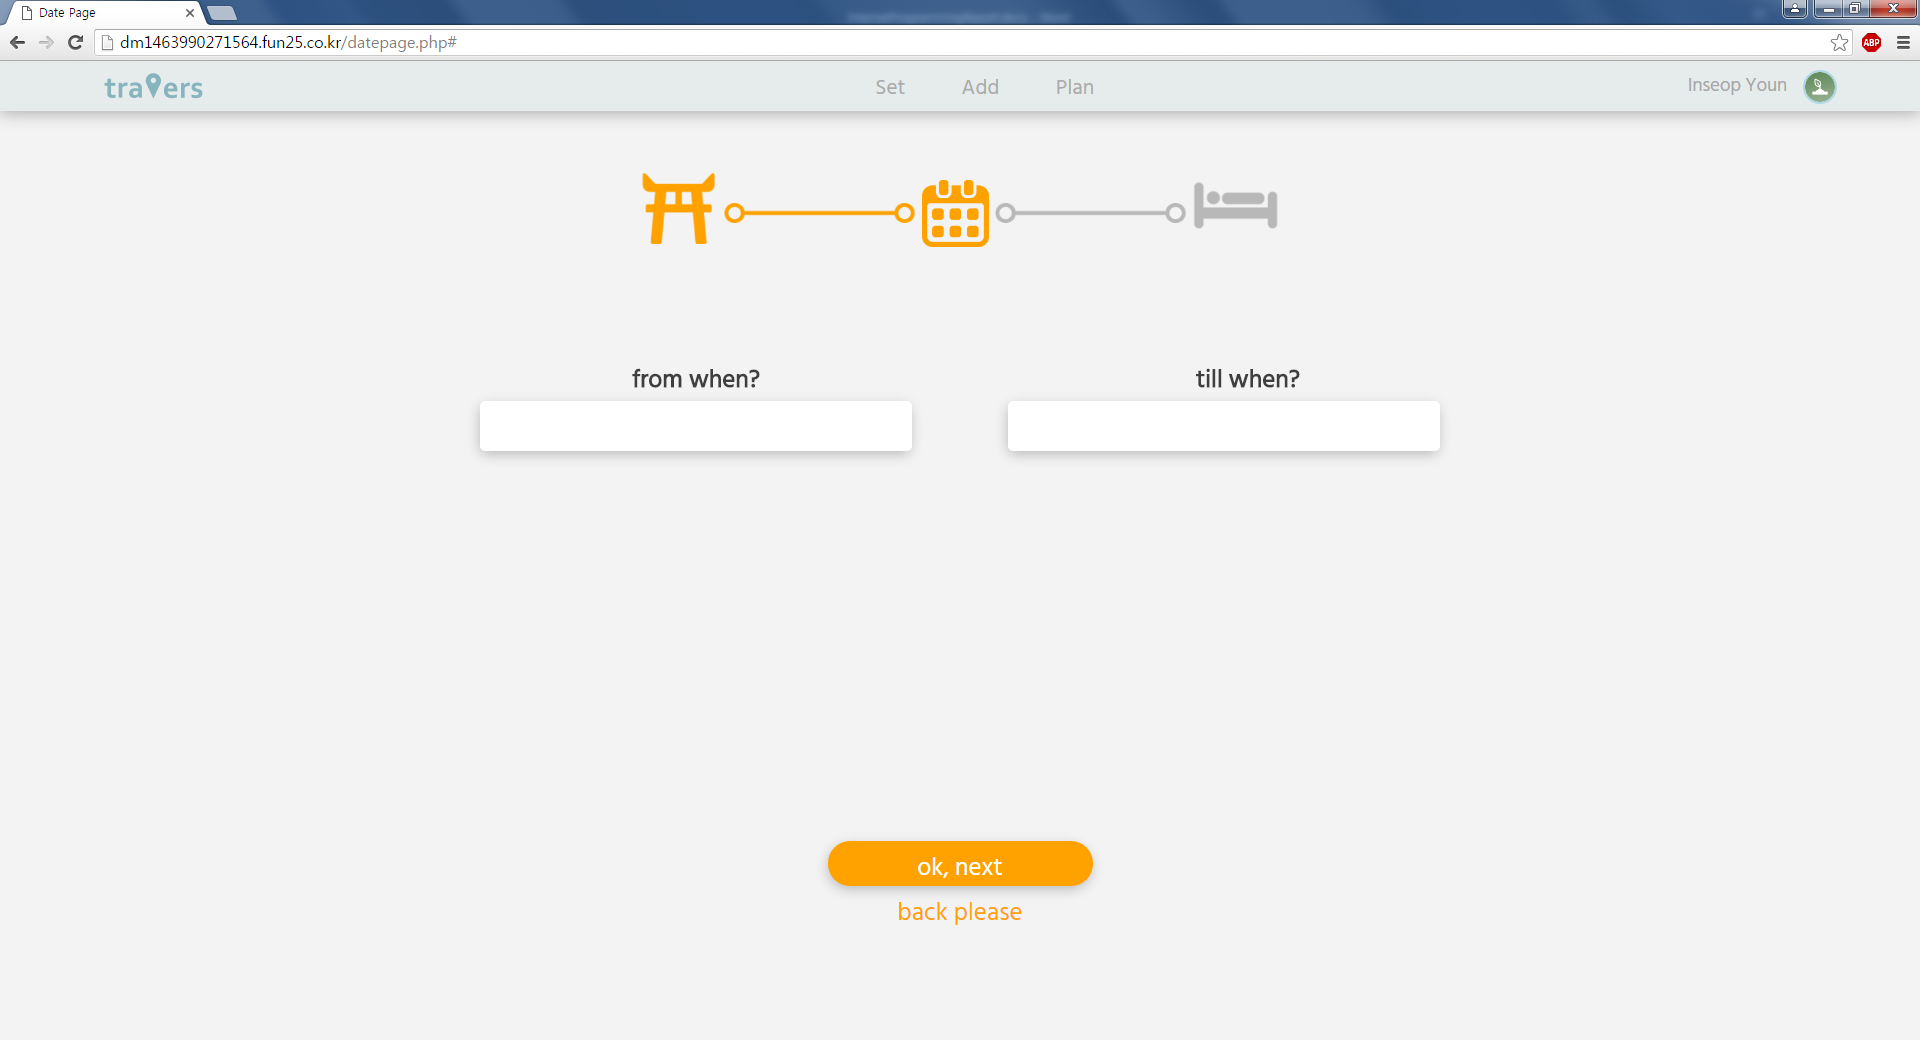 Date Page
dm1463990271564.fun25.co.kr/datepage.php#
ABP
travers
Set
Add
Plan
Inseop Youn
from when?
till when?
ok, next
back please